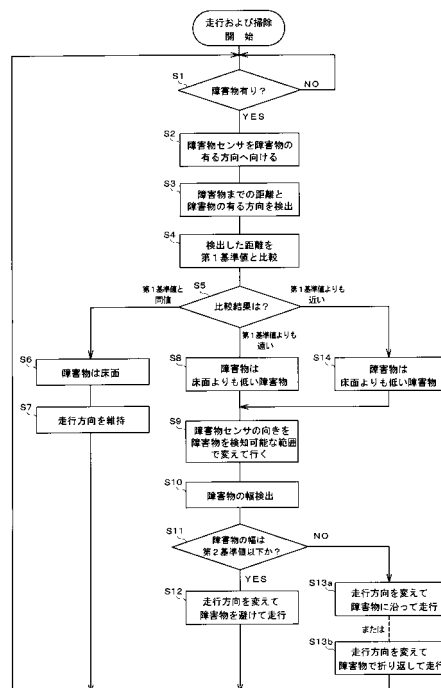 走行および掃除
開始
S1
障害物有り?
NO
YES
S2
障害物センサを障害物の
有る方向へ向ける
S3
障害物までの距離と
障害物の有る方向を検出
S4
検出した距離を
第1基準値と比較
S5
比較結果は?
第1基準値と
同値
第1基準値よりも
遠い
第1基準値よりも
近い
S6
障害物は床面
S7
走行方向を維持
S8
障害物は
床面よりも低い障害物
S14
障害物は
床面よりも低い障害物
S9
障害物センサの向きを
障害物を検知可能な範囲
で変えて行く
S10
障害物の幅検出
S11
障害物の幅は
第2基準値以下か?
NO
YES
S12
走行方向を変えて
障害物を避けて走行
S13a
走行方向を変えて
障害物に沿って走行
または
S13b
走行方向を変えて
障害物で折り返して走行